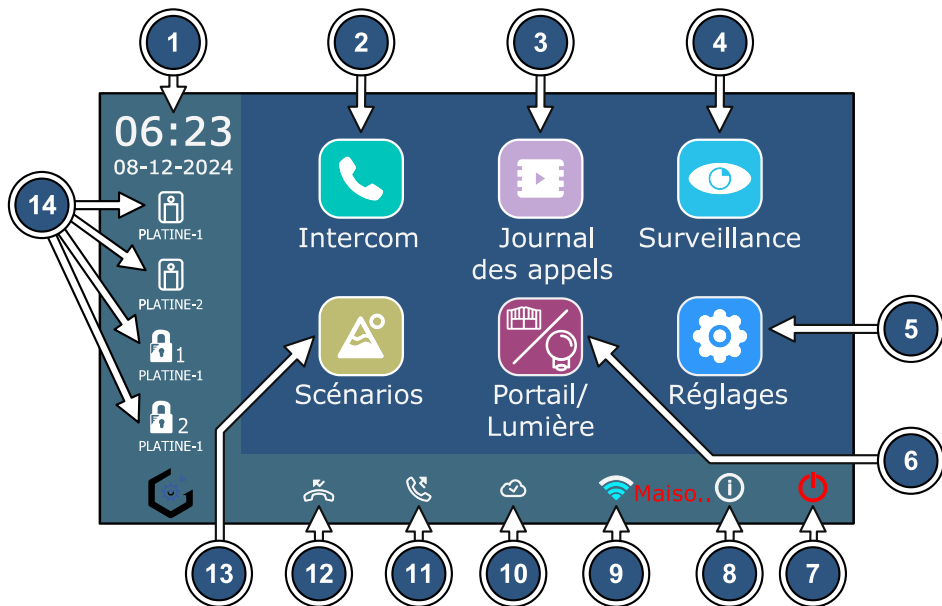 1
2
3
4
06:23
08-12-2024
14
PLATINE-1
Intercom
Journal
des appels
Surveillance
PLATINE-2
5
1
PLATINE-1
Scénarios
Portail/
Lumière
Réglages
2
PLATINE-1
6
Maiso..
13
12
11
10
9
8
7